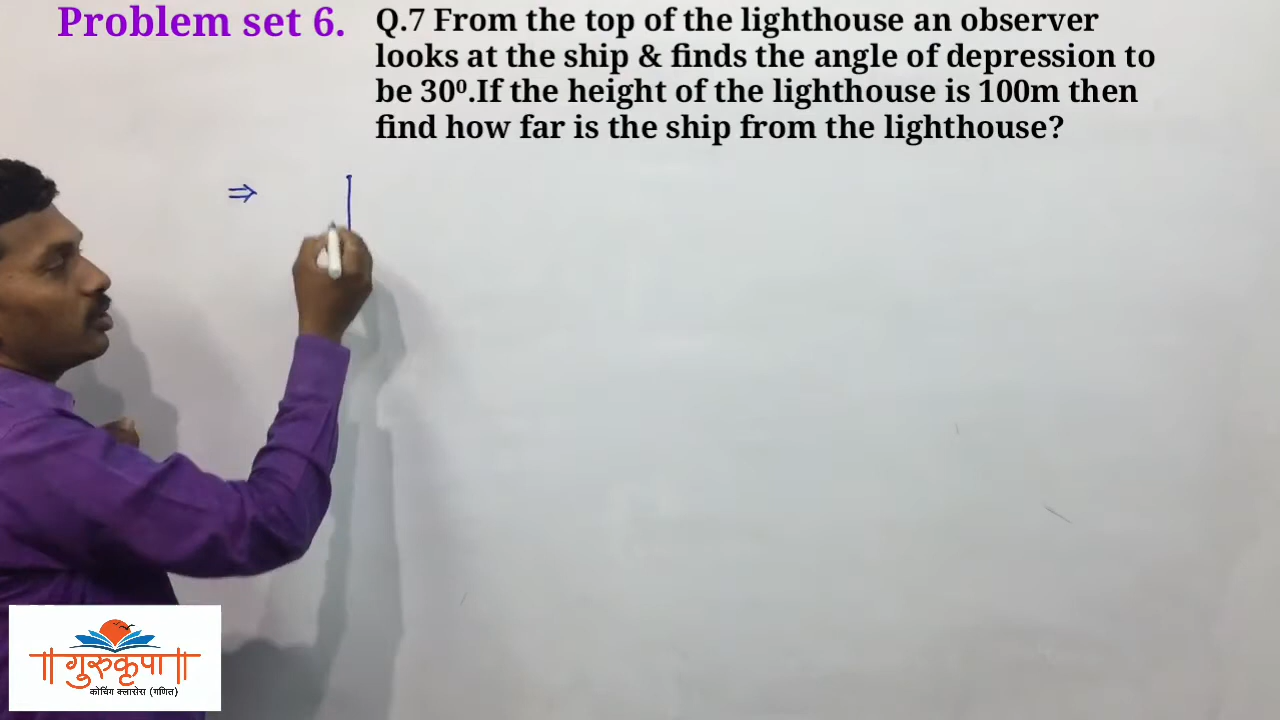 Problem set 6.
Q.7 From the top of the lighthouse an observer
looks at the ship & finds the angle of depression to
be 30⁰.If the height of the lighthouse is 100m then
find how far is the ship from the lighthouse?
⇒
॥गुरुकृपा॥
कोचिंग क्लासेस (गणित)